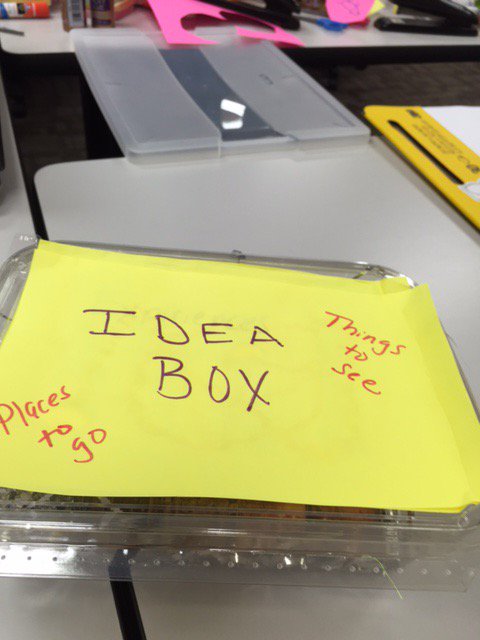 IDEA
BOX
Things
to
see
Places
to
go